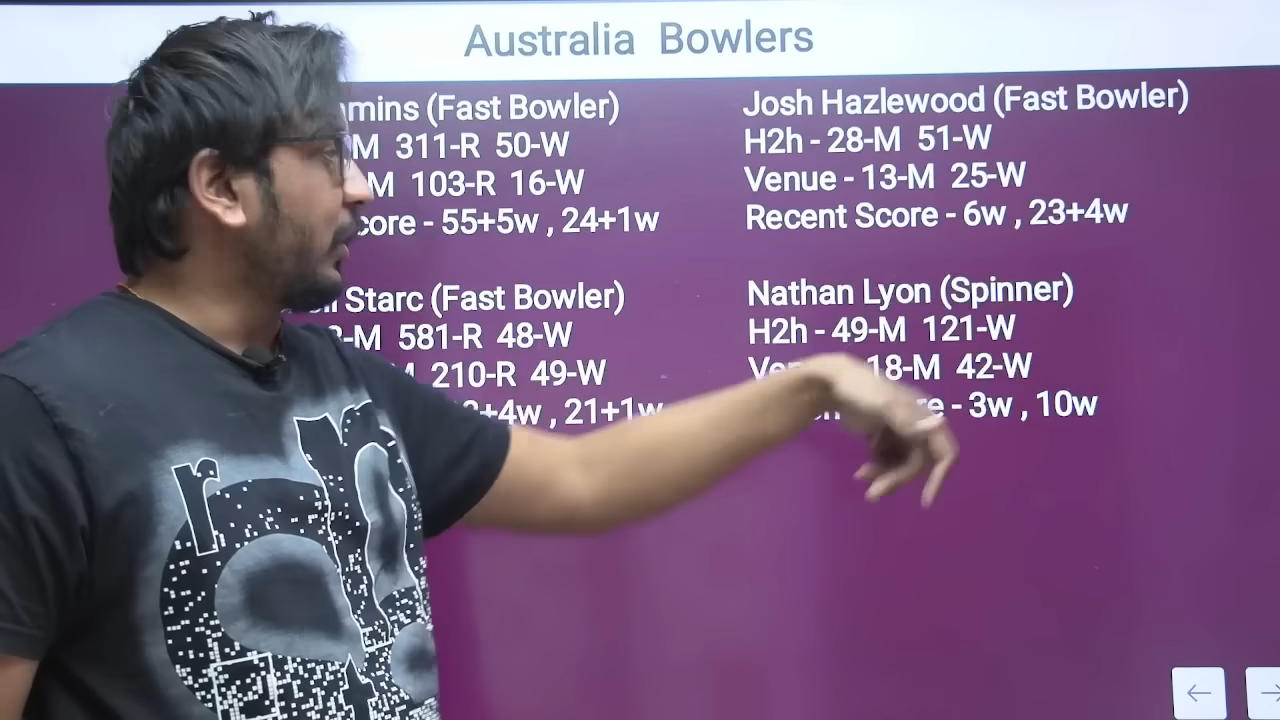 Australia Bowlers
mins (Fast Bowler)
M 311-R 50-W
M 103-R 16-W
core - 55+5w , 24+1w
Starc (Fast Bowler)
-M 581-R 48-W
M 210-R 49-W
+4w , 21+1w
Josh Hazlewood (Fast Bowler)
H2h - 28-M 51-W
Venue - 13-M 25-W
Recent Score - 6w , 23+4w
Nathan Lyon (Spinner)
H2h - 49-M 121-W
18-M 42-W
e - 3w , 10w